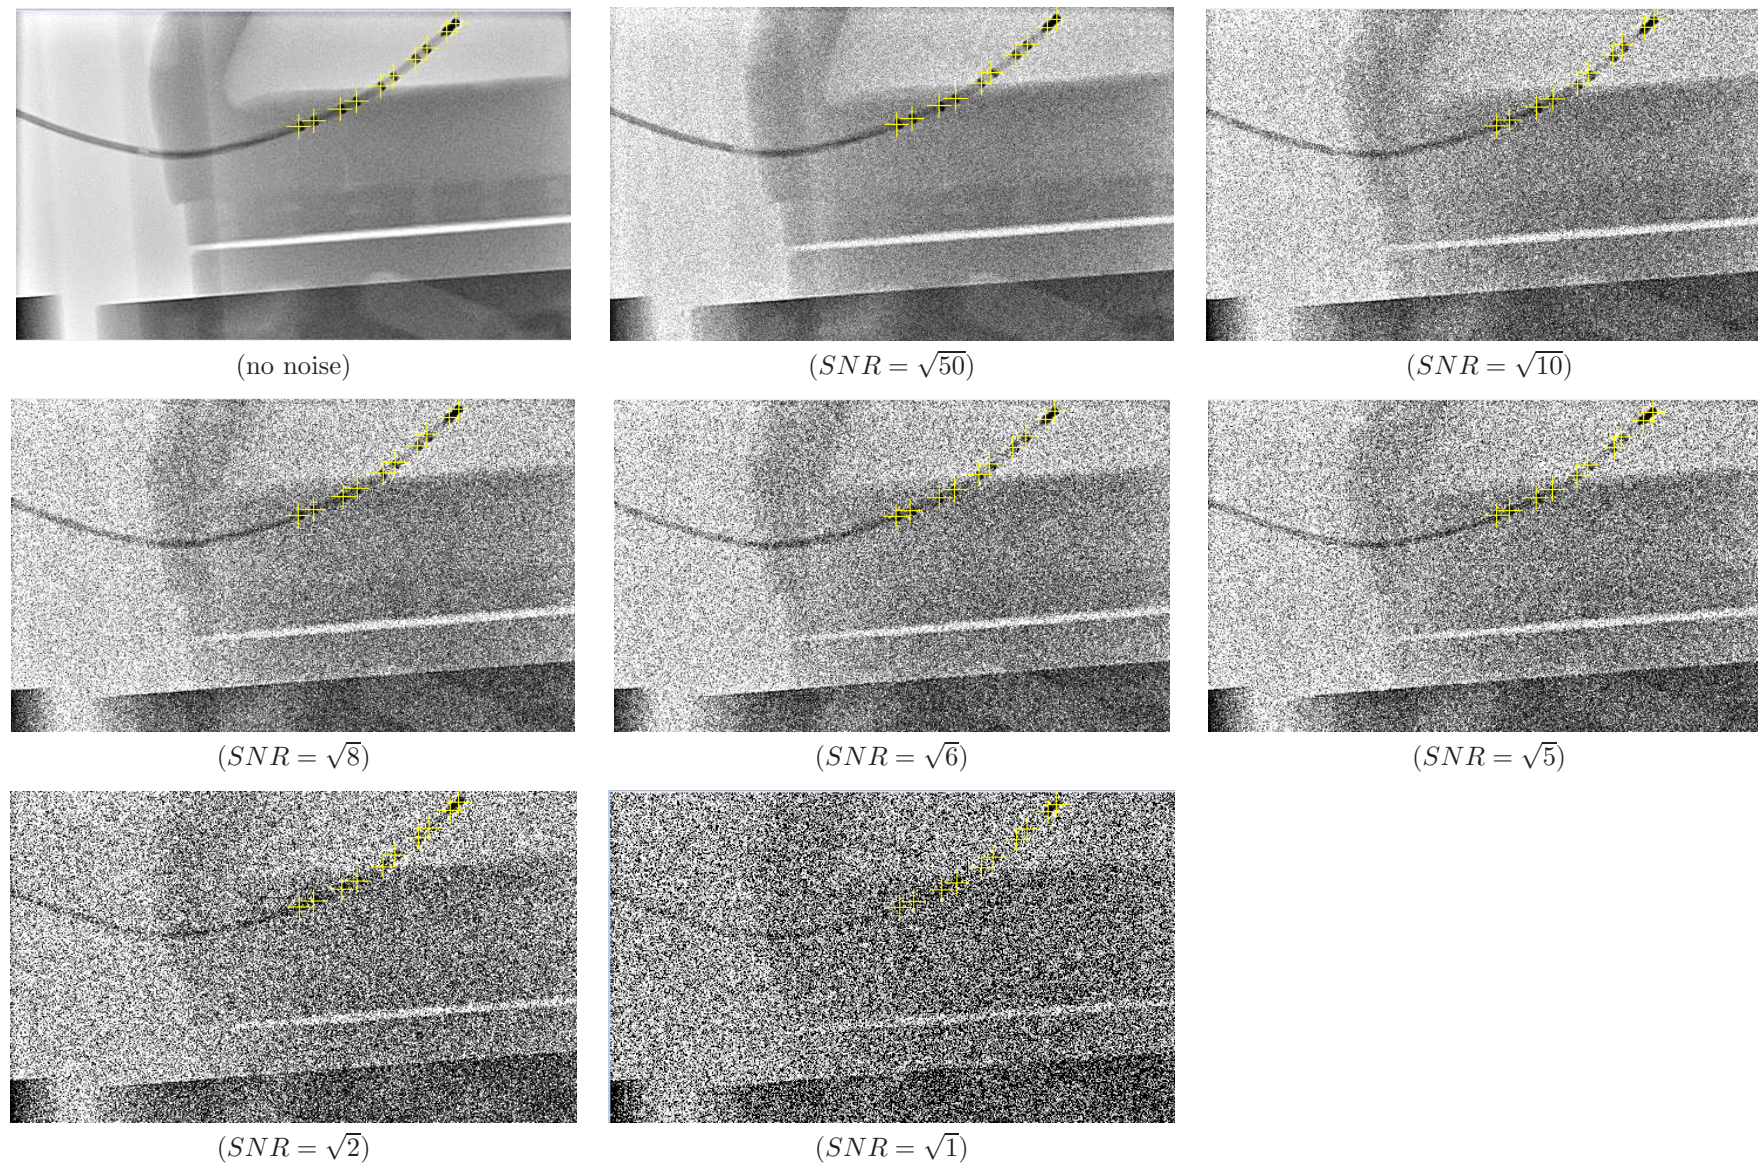 (no noise)
(SNR = √50)
(SNR = √10)
(SNR = √8)
(SNR = √6)
(SNR = √5)
(SNR = √2)
(SNR = √1)